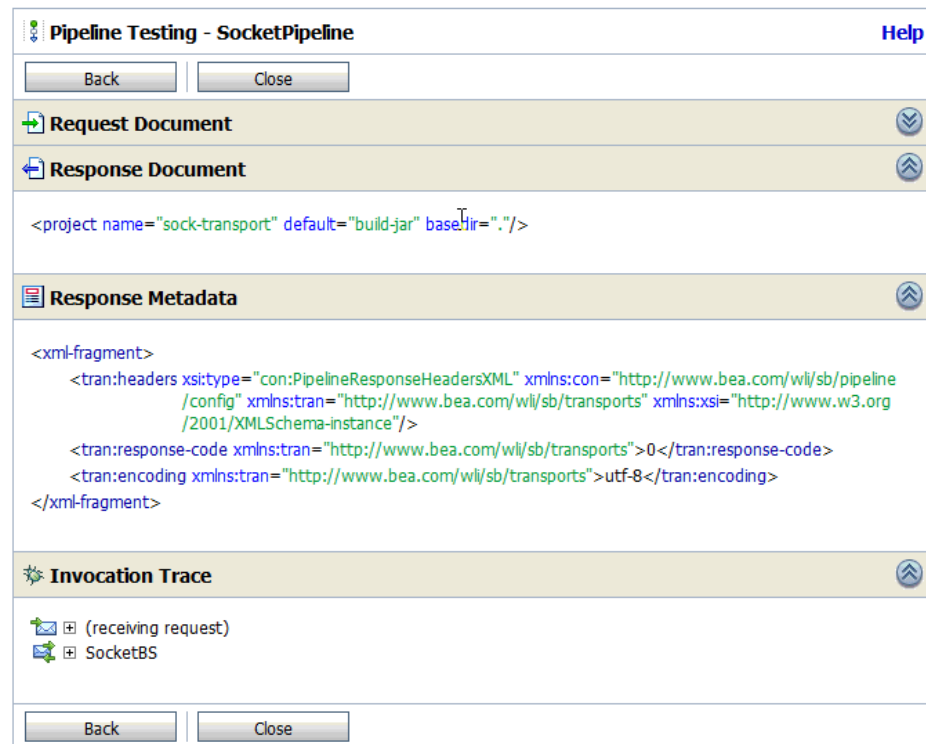 Pipeline Testing - SocketPipeline Help
Back Close
Request Document
Response Document
<project name="sock-transport" default="build-jar" basedir="."/>
Response Metadata
<xml-fragment>
<tran:headers xsi:type="con:PipelineResponseHeadersXML" xmlns:con="http://www.bea.com/wli/sb/pipeline
/config" xmlns:tran="http://www.bea.com/wli/sb/transports" xmlns:xsi="http://www.w3.org
/2001/XMLSchema-instance"/>
<tran:response-code xmlns:tran="http://www.bea.com/wli/sb/transports">0</tran:response-code>
<tran:encoding xmlns:tran="http://www.bea.com/wli/sb/transports">utf-8</tran:encoding>
</xml-fragment>
Invocation Trace
(receiving request)
SocketBS
Back Close